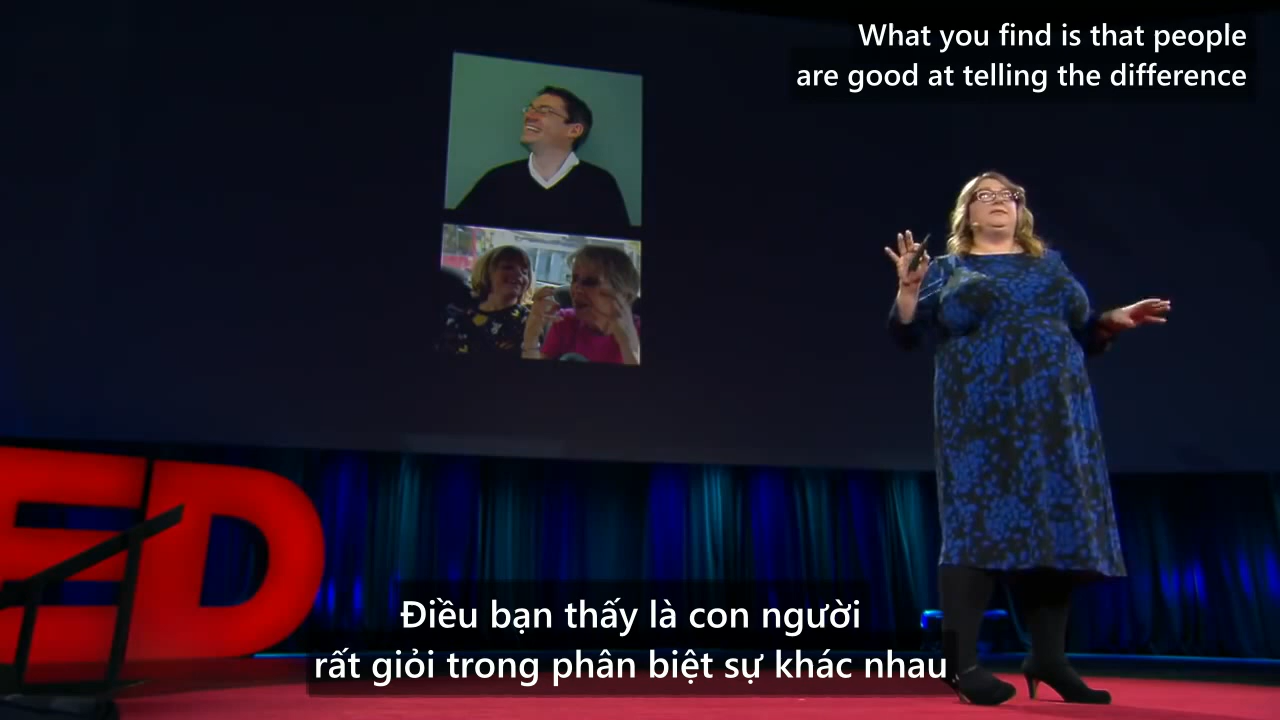 What you find is that people
are good at telling the difference
ED
Điều bạn thấy là con người
rất giỏi trong phân biệt sự khác nhau